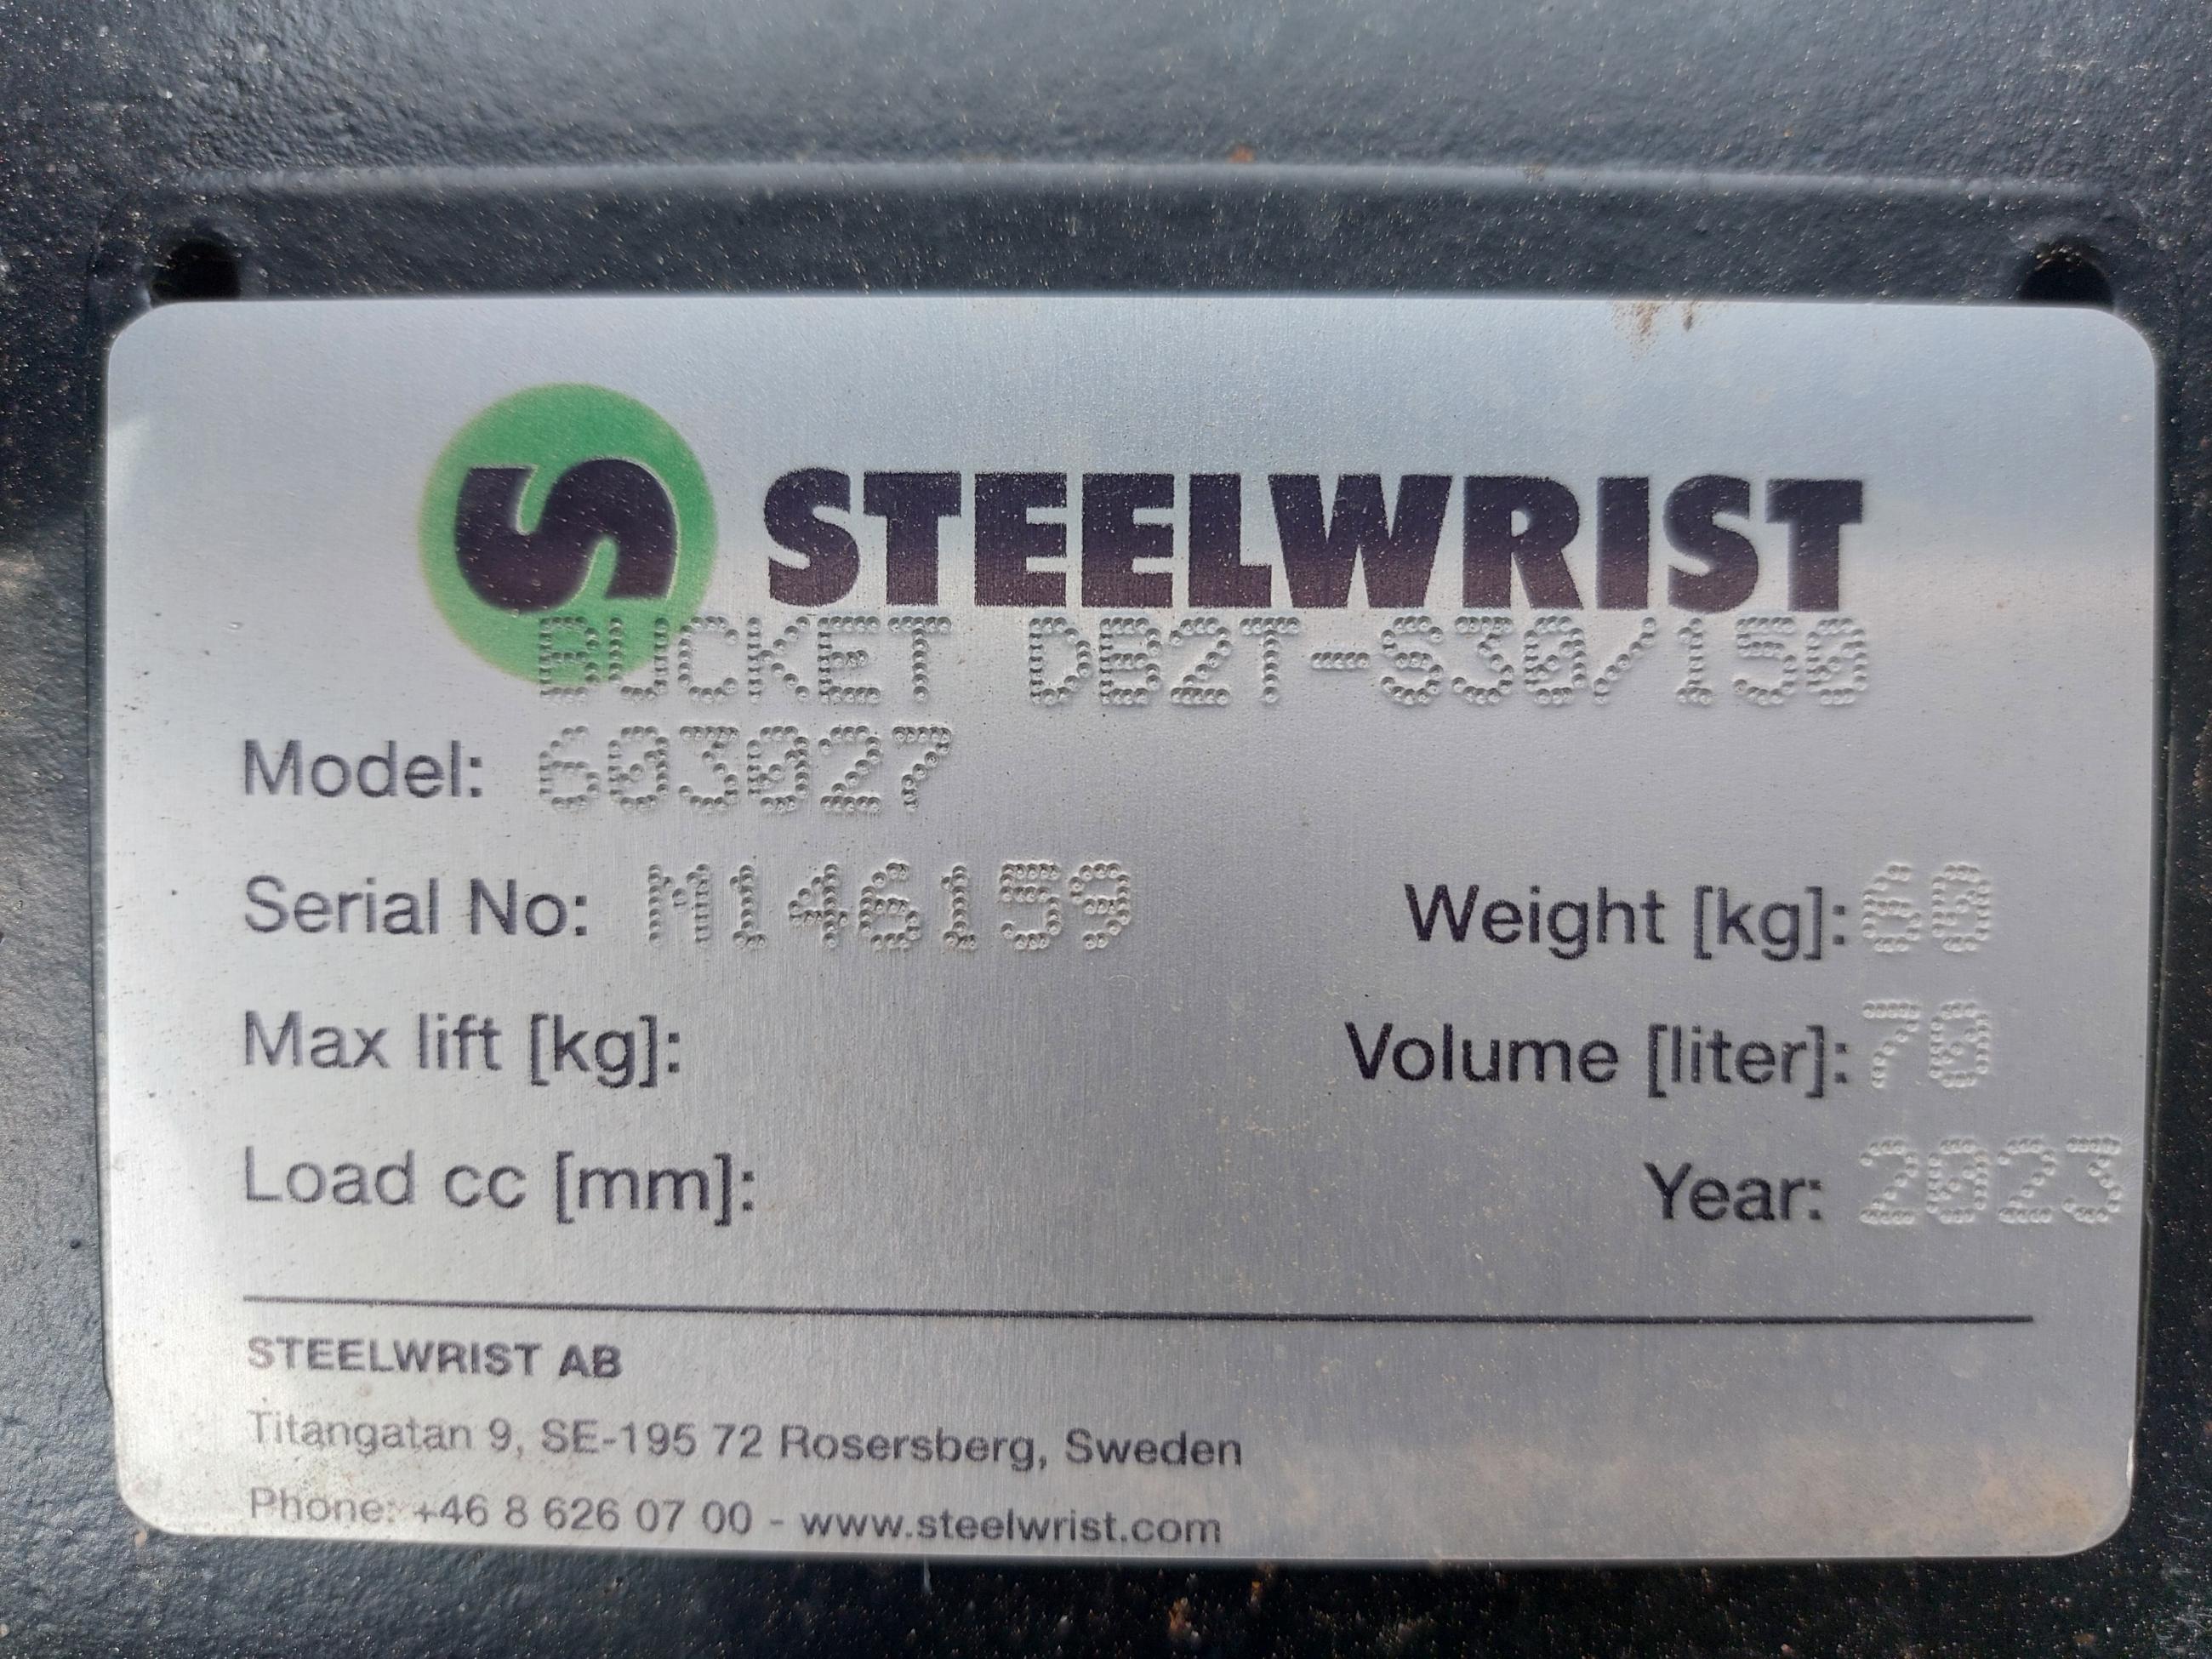 STEELWRIST
BUCKET DB2T-S30/150
Model: 603027
Serial No: M146159 Weight [kg]: 60
Max lift [kg]: Volume [liter]: 70
Load cc [mm]: Year: 2023
STEELWRIST AB
Titangatan 9, SE-195 72 Rosersberg, Sweden
Phone: +46 8 626 07 00 - www.steelwrist.com